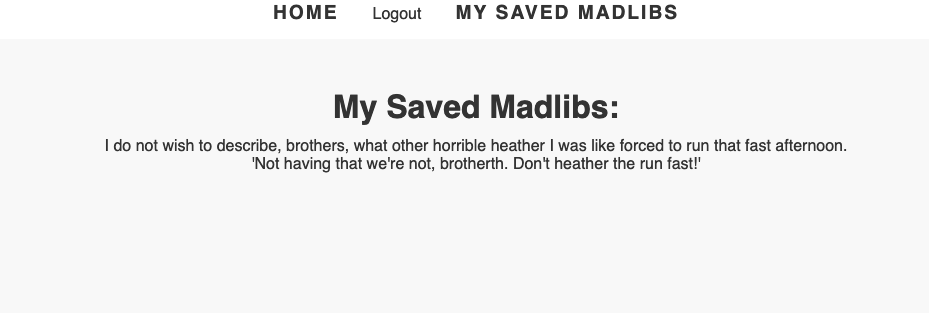 HOME Logout MY SAVED MADLIBS
My Saved Madlibs:
I do not wish to describe, brothers, what other horrible heather I was like forced to run that fast afternoon.
'Not having that we're not, brotherth. Don't heather the run fast!'